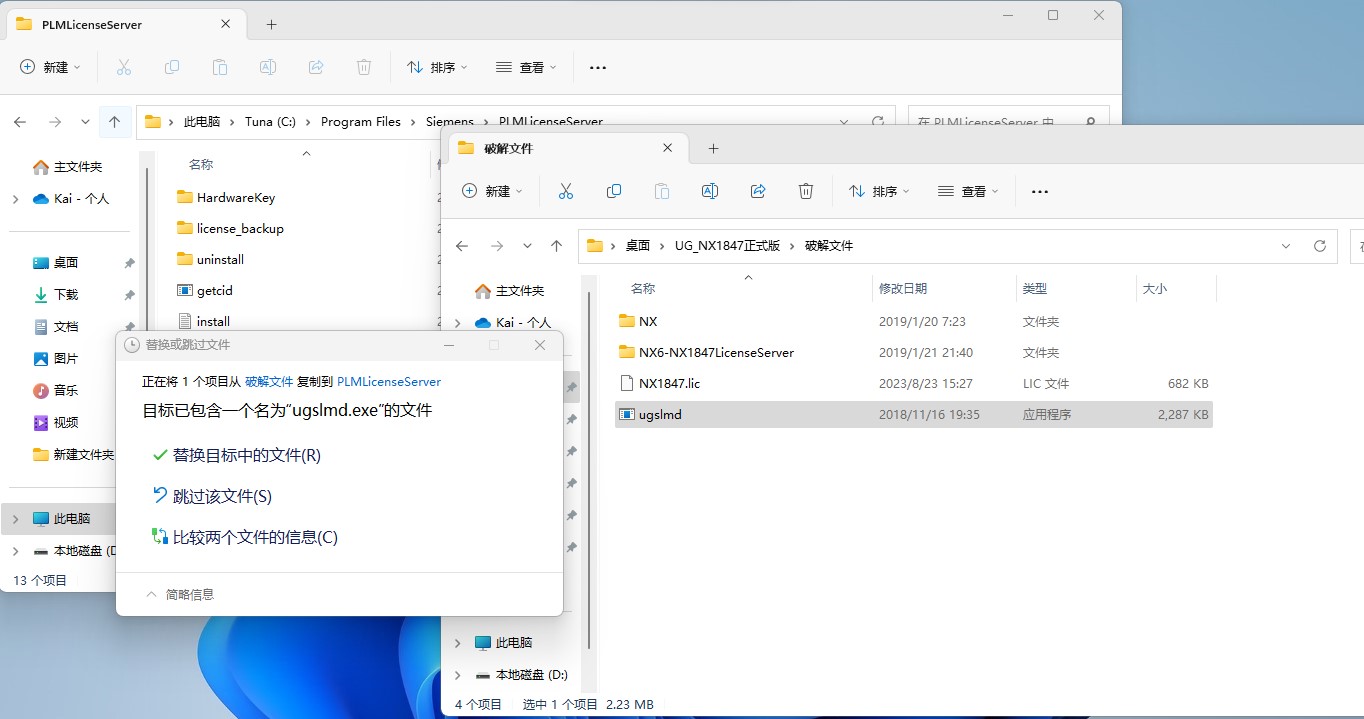 PLMLicenseServer
新建
排序
查看
此电脑
Tuna (C:)
Program Files
Siemens
PLMLicenseServer
在 PLMLicenseServer 中
主文件夹
Kai - 个人
桌面
下载
文档
图片
音乐
视频
新建文件夹
此电脑
本地磁盘 (D
13 个项目
名称
HardwareKey
license_backup
uninstall
getcid
install
替换或跳过文件
正在将 1 个项目从 破解文件 复制到 PLMLicenseServer
目标已包含一个名为“ugslmd.exe”的文件
替换目标中的文件(R)
跳过该文件(S)
比较两个文件的信息(C)
简略信息
破解文件
新建
排序
查看
桌面
UG_NX1847正式版
破解文件
主文件夹
Kai - 个人
此电脑
本地磁盘 (D:)
名称 修改日期 类型 大小
NX 2019/1/20 7:23 文件夹
NX6-NX1847LicenseServer 2019/1/21 21:40 文件夹
NX1847.lic 2023/8/23 15:27 LIC 文件 682 KB
ugslmd 2018/11/16 19:35 应用程序 2,287 KB
4 个项目 选中 1 个项目 2.23 MB